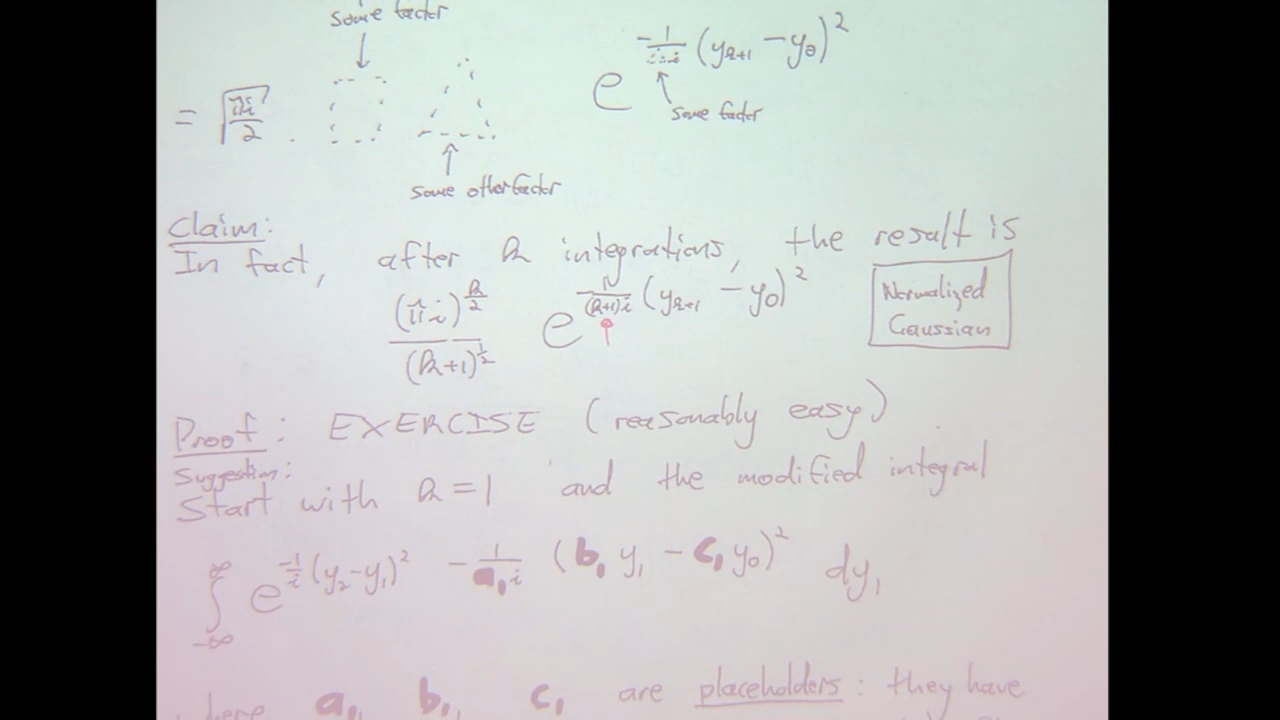 some factor
= √(πi/2) .
e^{-1/(...i) (y_{k+1} - y_0)^2}
some factor
some other factor
Claim:
In fact, after k integrations, the result is
(πi)^{k/2} / (k+1)^{1/2} e^{-1/((k+1)i) (y_{k+1} - y_0)^2}
Normalized
Gaussian
Proof: EXERCISE (reasonably easy)
Suggestion:
Start with k=1 and the modified integral
∫_{-∞}^{∞} e^{-1/i (y_2-y_1)^2 - 1/(a_1 i) (b_1 y_1 - c_1 y_0)^2} dy_1
here a_1, b_1, c_1 are placeholders: they have